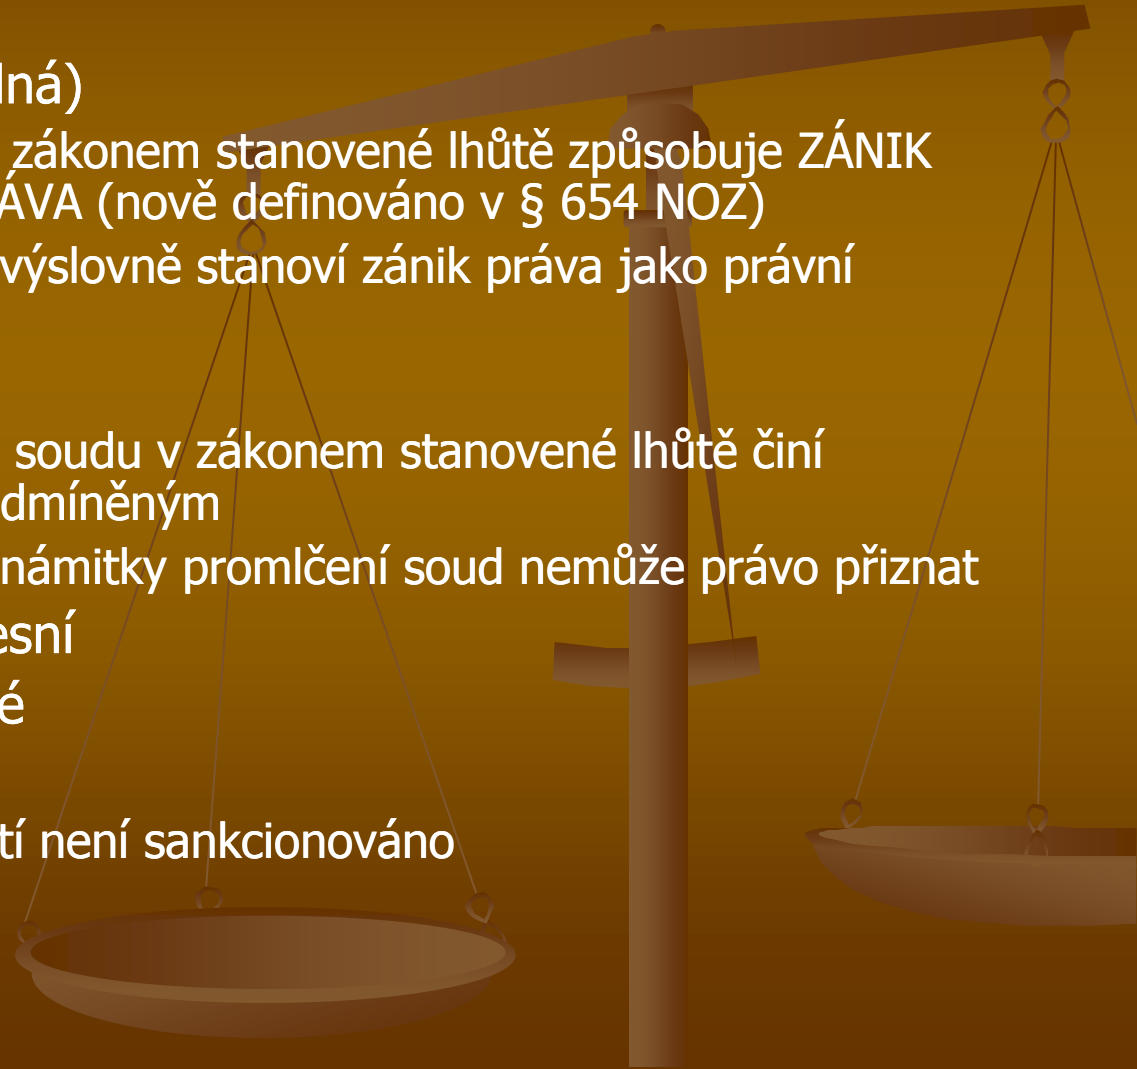 lná)
zákonem stanovené lhůtě způsobuje ZÁNIK
ÁVA (nově definováno v § 654 NOZ)
výslovně stanoví zánik práva jako právní
soudu v zákonem stanovené lhůtě činí
dmíněným
námitky promlčení soud nemůže právo přiznat
esní
é
tí není sankcionováno